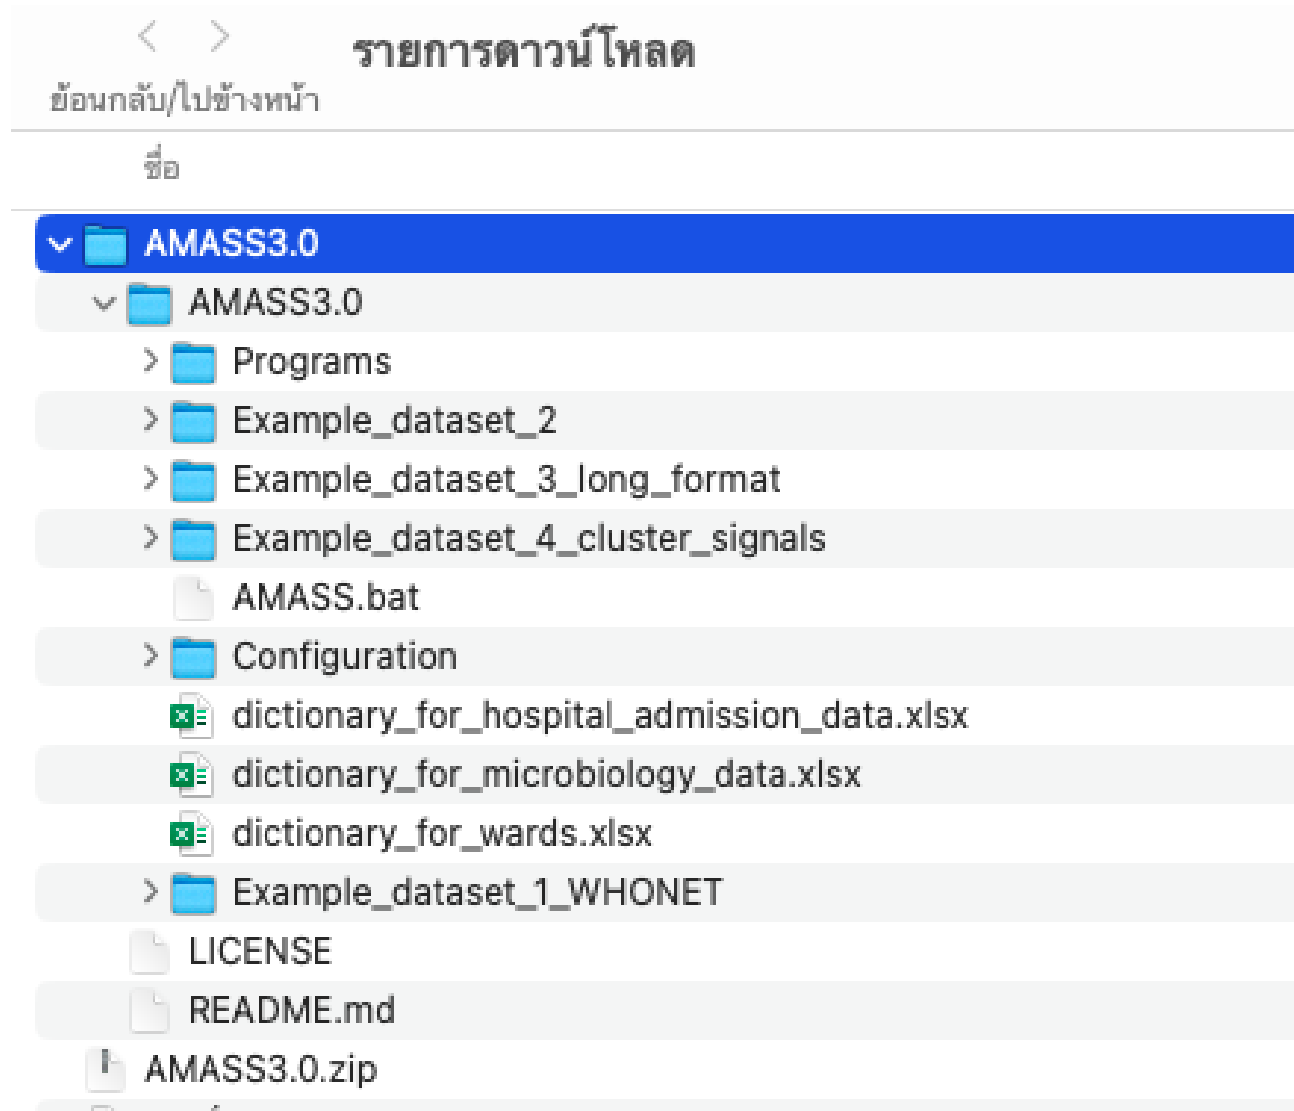 รายการดาวน์โหลด
ย้อนกลับ/ไปข้างหน้า
ชื่อ
AMASS3.0
AMASS3.0
Programs
Example_dataset_2
Example_dataset_3_long_format
Example_dataset_4_cluster_signals
AMASS.bat
Configuration
dictionary_for_hospital_admission_data.xlsx
dictionary_for_microbiology_data.xlsx
dictionary_for_wards.xlsx
Example_dataset_1_WHONET
LICENSE
README.md
AMASS3.0.zip